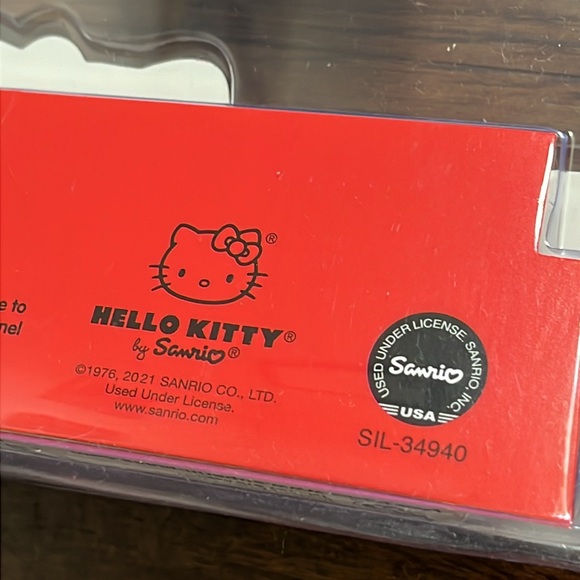 e to
nel
®
HELLO KITTY®
by Sanrio®
©1976, 2021 SANRIO CO., LTD.
Used Under License.
www.sanrio.com
USED UNDER LICENSE SANRIO INC.
Sanrio
USA
SIL-34940